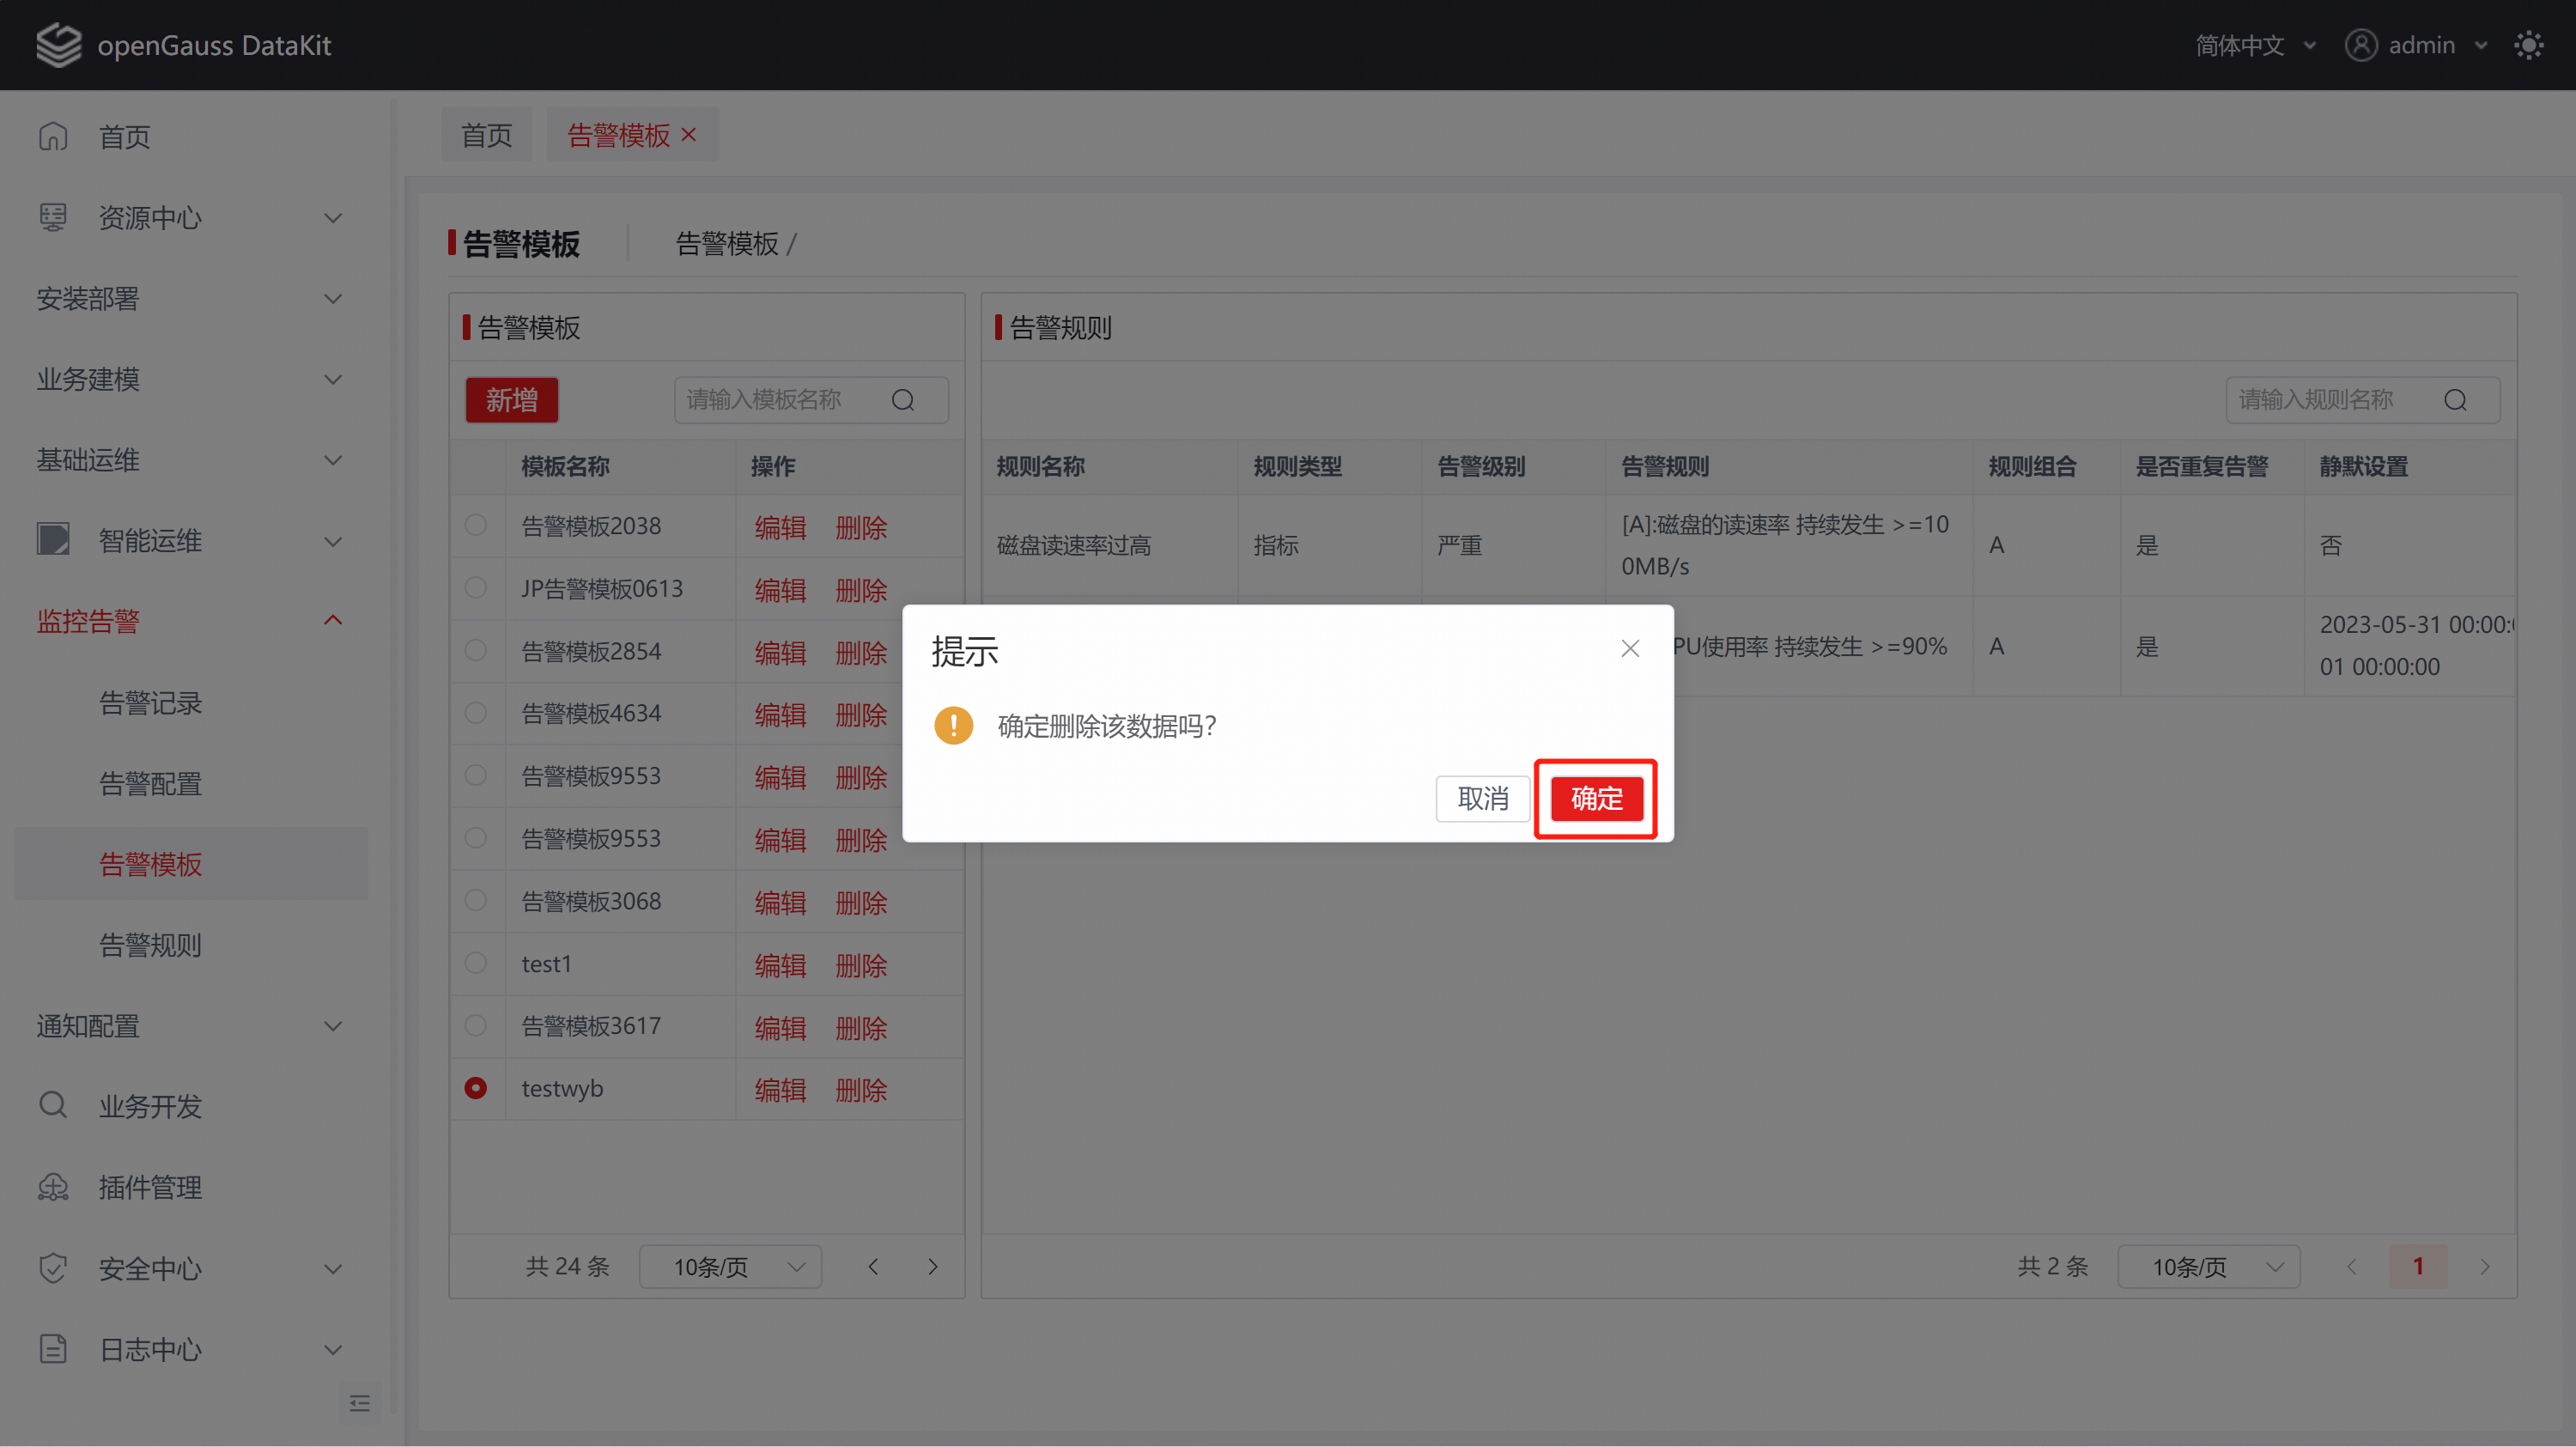 openGauss DataKit
简体中文
admin
首页
资源中心
安装部署
业务建模
基础运维
智能运维
监控告警
告警记录
告警配置
告警模板
告警规则
通知配置
业务开发
插件管理
安全中心
日志中心
首页
告警模板
告警模板
告警模板 /
告警模板
新增
请输入模板名称
模板名称 操作
告警模板2038 编辑 删除
JP告警模板0613 编辑 删除
告警模板2854 编辑 删除
告警模板4634 编辑 删除
告警模板9553 编辑 删除
告警模板9553 编辑 删除
告警模板3068 编辑 删除
test1 编辑 删除
告警模板3617 编辑 删除
testwyb 编辑 删除
共 24 条 10条/页
告警规则
请输入规则名称
规则名称 规则类型 告警级别 告警规则 规则组合 是否重复告警 静默设置
磁盘读速率过高 指标 严重 [A]:磁盘的读速率 持续发生 >=10
0MB/s A 是 否
PU使用率 持续发生 >=90% A 是 2023-05-31 00:00:
01 00:00:00
共 2 条 10条/页 1
提示
确定删除该数据吗?
取消
确定